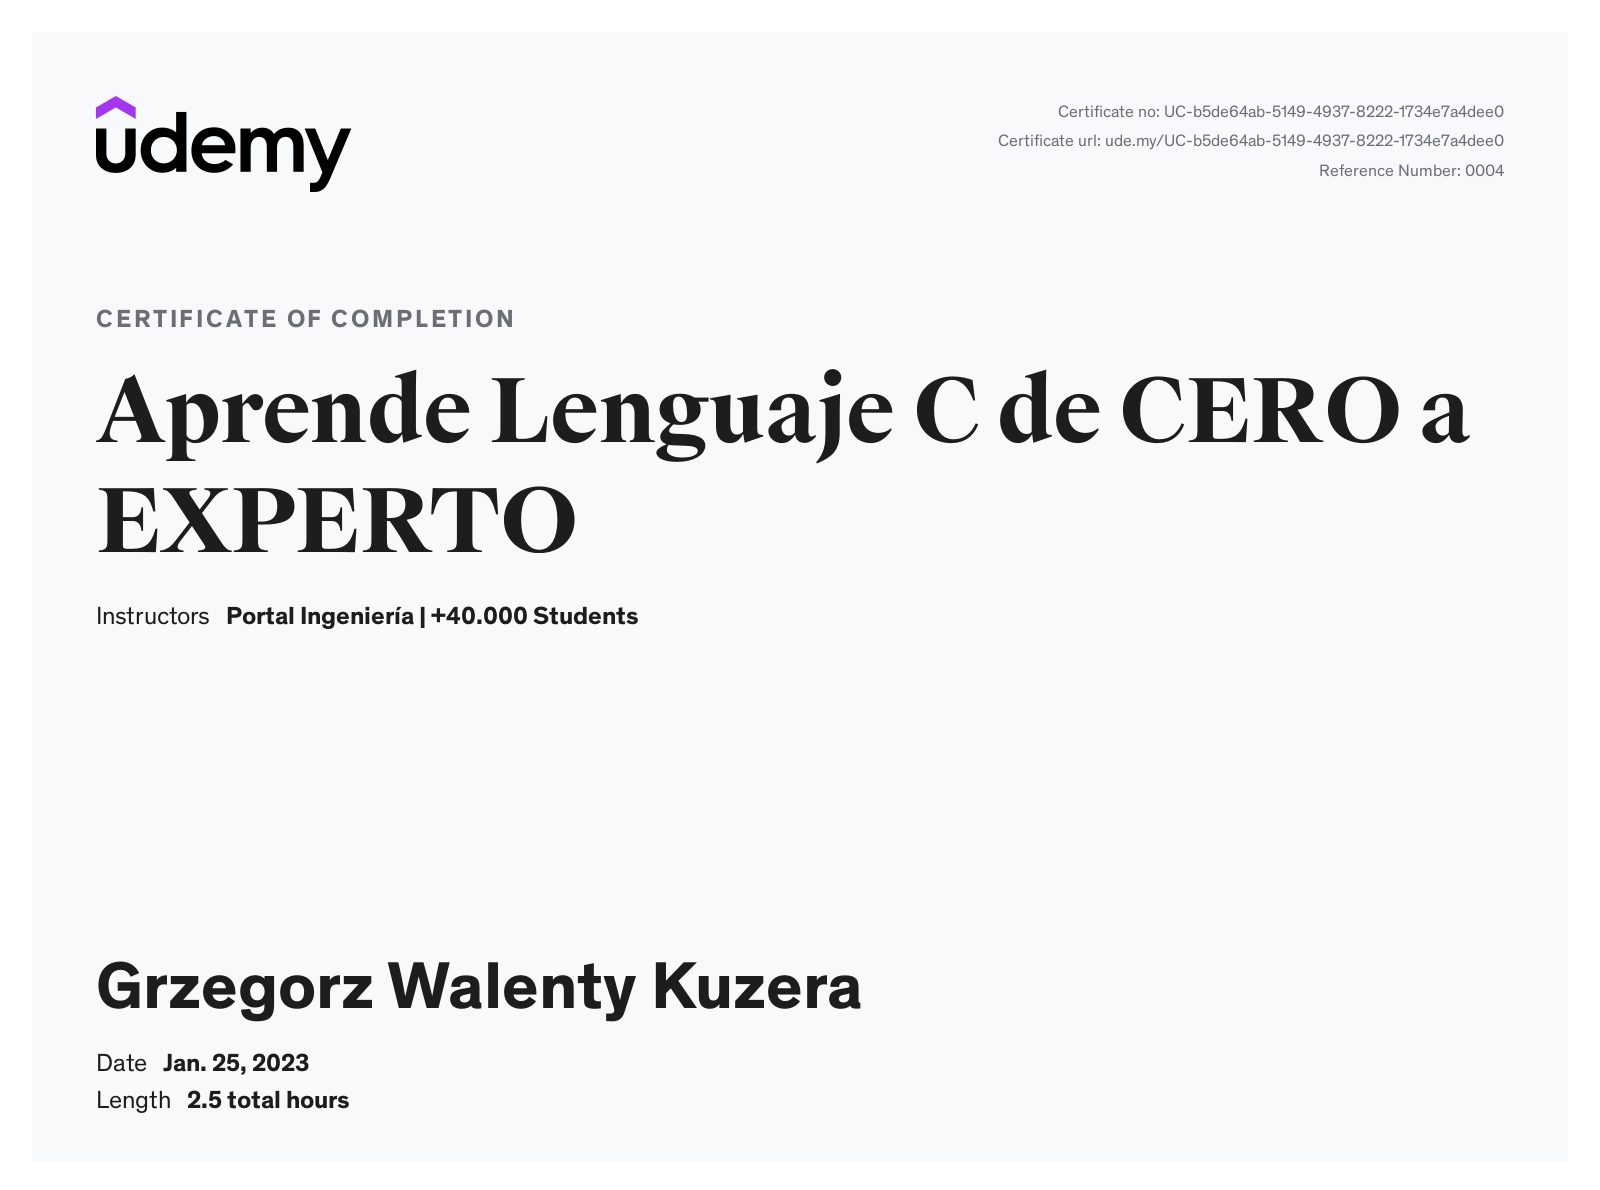 udemy
Certificate no: UC-b5de64ab-5149-4937-8222-1734e7a4dee0
Certificate url: ude.my/UC-b5de64ab-5149-4937-8222-1734e7a4dee0
Reference Number: 0004
CERTIFICATE OF COMPLETION
Aprende Lenguaje C de CERO a
EXPERTO
Instructors Portal Ingeniería | +40.000 Students
Grzegorz Walenty Kuzera
Date Jan. 25, 2023
Length 2.5 total hours